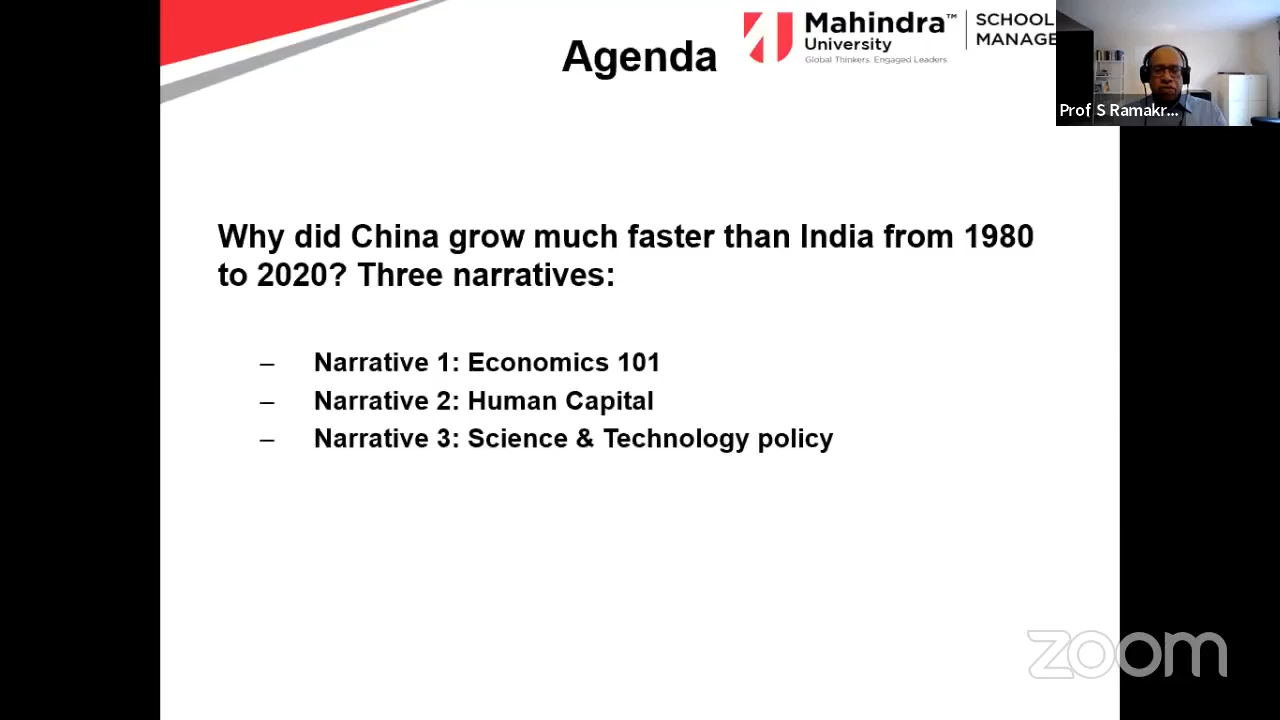 Agenda
Mahindra™
University
Global Thinkers. Engaged Leaders.
SCHOOL
MANAGE
Prof S Ramakr...
Why did China grow much faster than India from 1980
to 2020? Three narratives:
– Narrative 1: Economics 101
– Narrative 2: Human Capital
– Narrative 3: Science & Technology policy
zoom